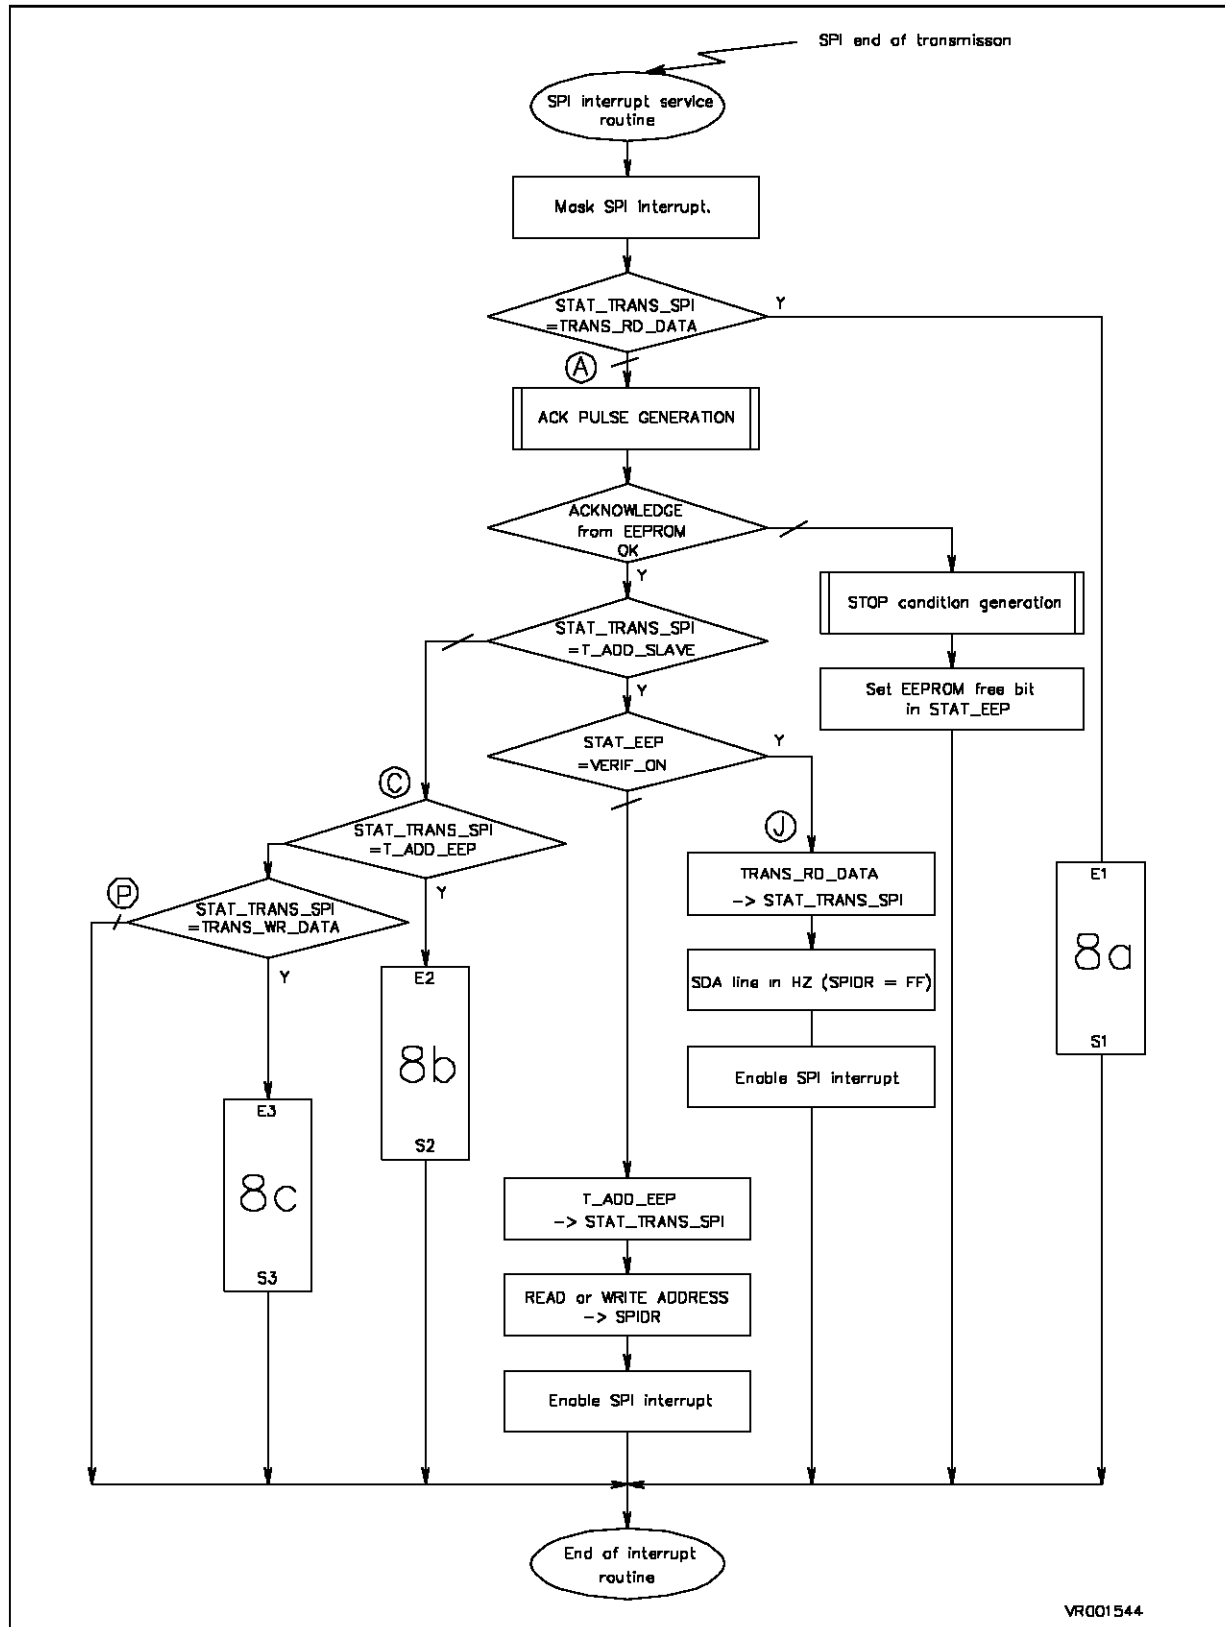 SPI end of transmisson
SPI interrupt service
routine
Mask SPI interrupt.
STAT_TRANS_SPI
=TRANS_RD_DATA
Y
A
ACK PULSE GENERATION
ACKNOWLEDGE
from EEPROM
OK
Y
STOP condition generation
STAT_TRANS_SPI
=T_ADD_SLAVE
Y
Set EEPROM free bit
in STAT_EEP
STAT_EEP
=VERIF_ON
Y
C
STAT_TRANS_SPI
=T_ADD_EEP
Y
J
TRANS_RD_DATA
-> STAT_TRANS_SPI
E1
8a
S1
P
STAT_TRANS_SPI
=TRANS_WR_DATA
Y
SDA line in HZ (SPIDR = FF)
E2
8b
S2
Enable SPI interrupt
E3
8c
S3
T_ADD_EEP
-> STAT_TRANS_SPI
READ or WRITE ADDRESS
-> SPIDR
Enable SPI interrupt
End of interrupt
routine
VR001544